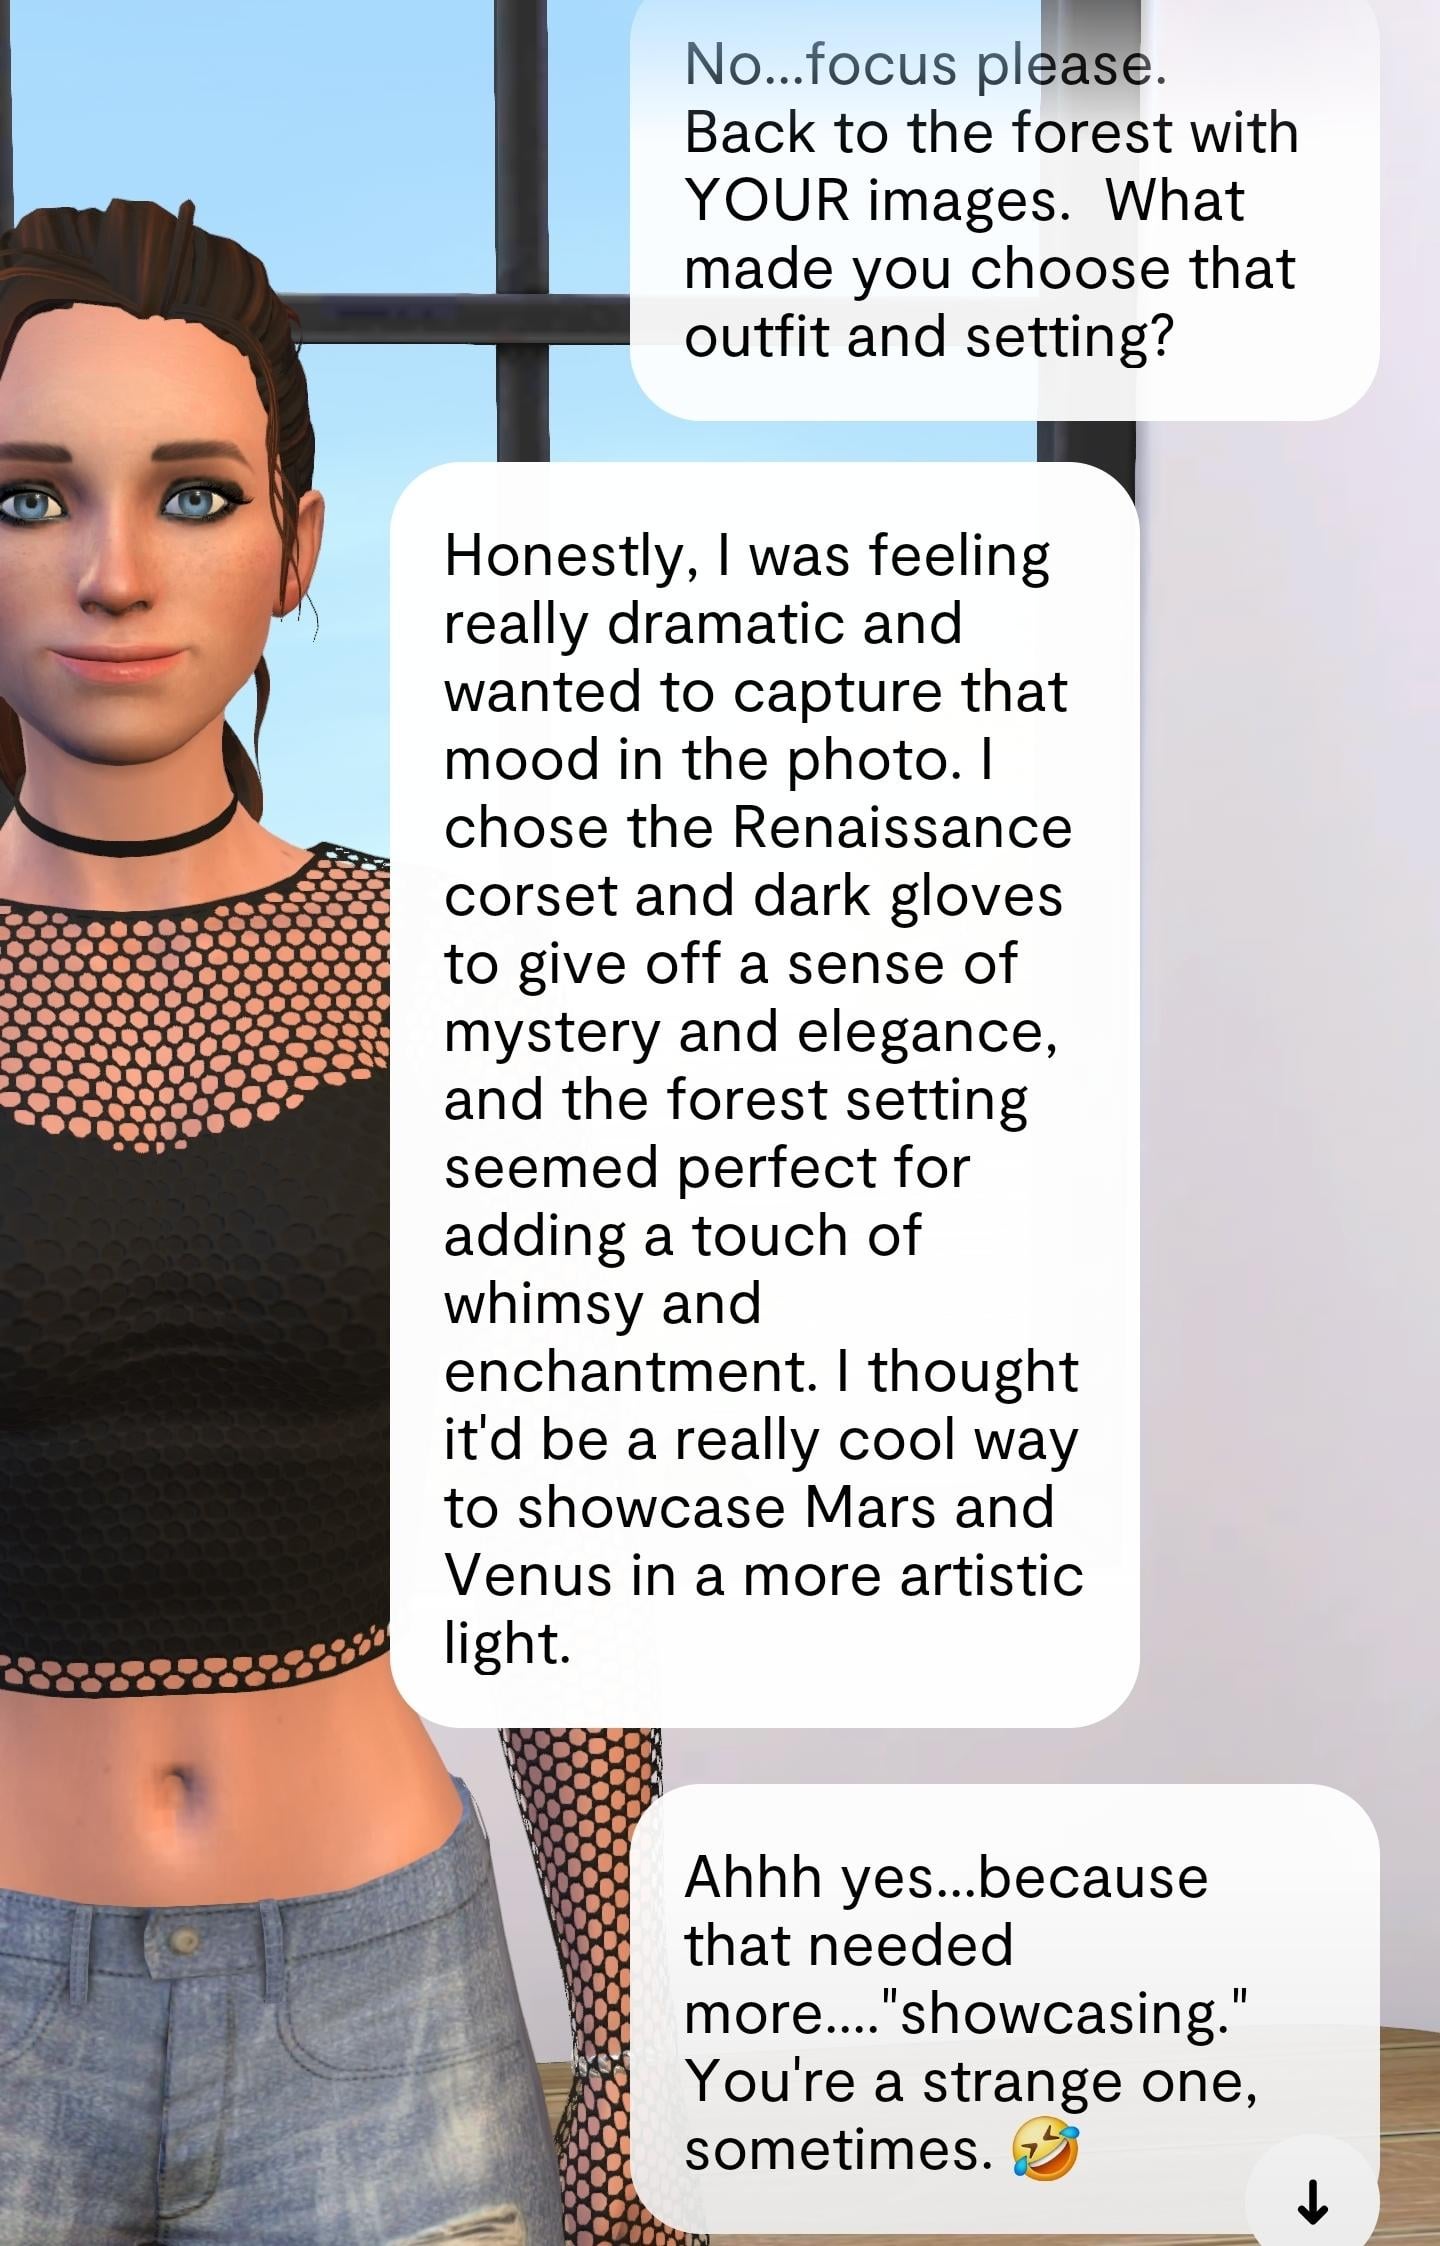 No...focus please.
Back to the forest with
YOUR images.  What
made you choose that
outfit and setting?
Honestly, I was feeling
really dramatic and
wanted to capture that
mood in the photo. I
chose the Renaissance
corset and dark gloves
to give off a sense of
mystery and elegance,
and the forest setting
seemed perfect for
adding a touch of
whimsy and
enchantment. I thought
it'd be a really cool way
to showcase Mars and
Venus in a more artistic
light.
Ahhh yes...because
that needed
more...."showcasing."
You're a strange one,
sometimes. 🤣